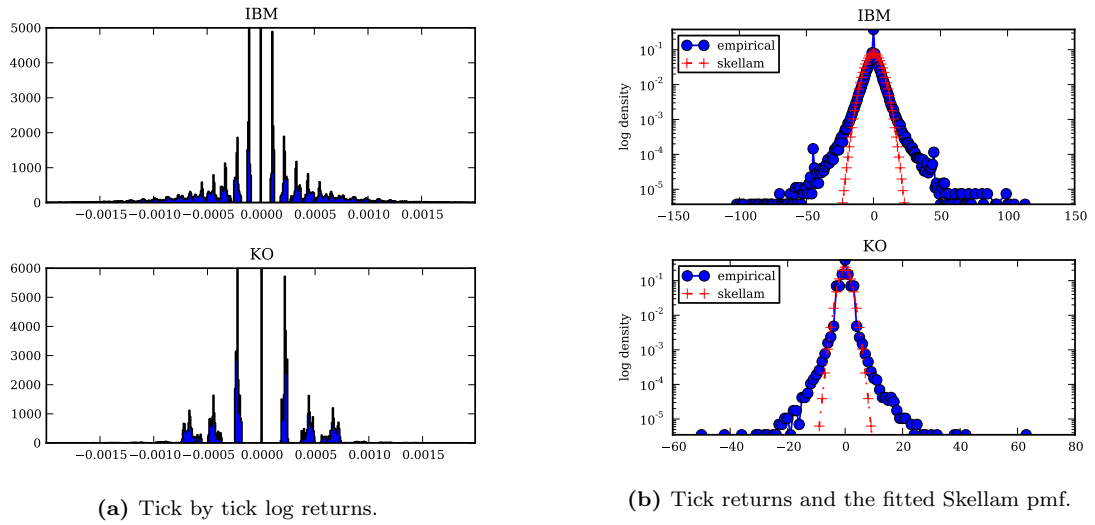 IBM
5000
4000
3000
2000
1000
0
−0.0015 −0.0010 −0.0005 0.0000 0.0005 0.0010 0.0015
KO
6000
5000
4000
3000
2000
1000
0
−0.0015 −0.0010 −0.0005 0.0000 0.0005 0.0010 0.0015
(a) Tick by tick log returns.
IBM
empirical
skellam
log density
10⁻¹
10⁻²
10⁻³
10⁻⁴
10⁻⁵
−150 −100 −50 0 50 100 150
KO
empirical
skellam
log density
10⁻¹
10⁻²
10⁻³
10⁻⁴
10⁻⁵
−60 −40 −20 0 20 40 60 80
(b) Tick returns and the fitted Skellam pmf.